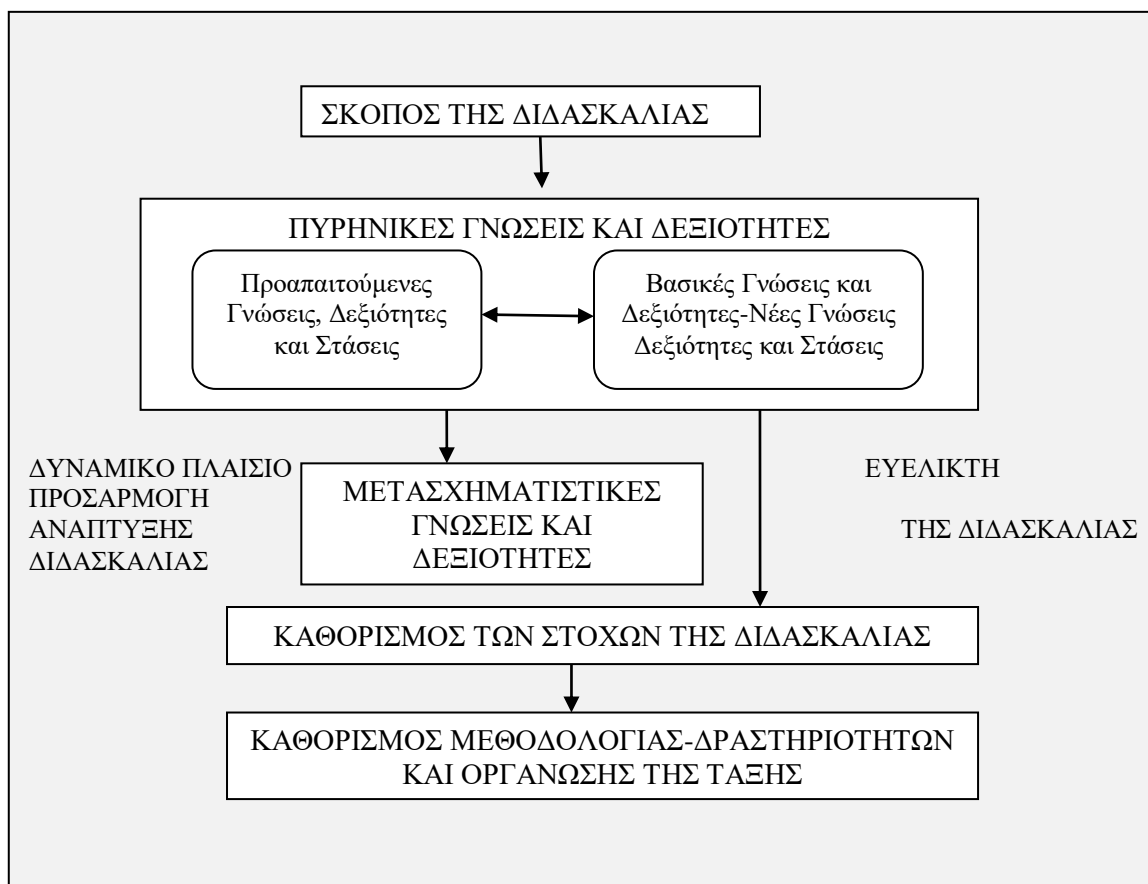 ΣΚΟΠΟΣ ΤΗΣ ΔΙΔΑΣΚΑΛΙΑΣ
ΠΥΡΗΝΙΚΕΣ ΓΝΩΣΕΙΣ ΚΑΙ ΔΕΞΙΟΤΗΤΕΣ
Προαπαιτούμενες
Γνώσεις, Δεξιότητες
και Στάσεις
Βασικές Γνώσεις και
Δεξιότητες-Νέες Γνώσεις
Δεξιότητες και Στάσεις
ΔΥΝΑΜΙΚΟ ΠΛΑΙΣΙΟ
ΠΡΟΣΑΡΜΟΓΗ
ΑΝΑΠΤΥΞΗΣ
ΔΙΔΑΣΚΑΛΙΑΣ
ΜΕΤΑΣΧΗΜΑΤΙΣΤΙΚΕΣ
ΓΝΩΣΕΙΣ ΚΑΙ
ΔΕΞΙΟΤΗΤΕΣ
ΕΥΕΛΙΚΤΗ
ΤΗΣ ΔΙΔΑΣΚΑΛΙΑΣ
ΚΑΘΟΡΙΣΜΟΣ ΤΩΝ ΣΤΟΧΩΝ ΤΗΣ ΔΙΔΑΣΚΑΛΙΑΣ
ΚΑΘΟΡΙΣΜΟΣ ΜΕΘΟΔΟΛΟΓΙΑΣ-ΔΡΑΣΤΗΡΙΟΤΗΤΩΝ
ΚΑΙ ΟΡΓΑΝΩΣΗΣ ΤΗΣ ΤΑΞΗΣ